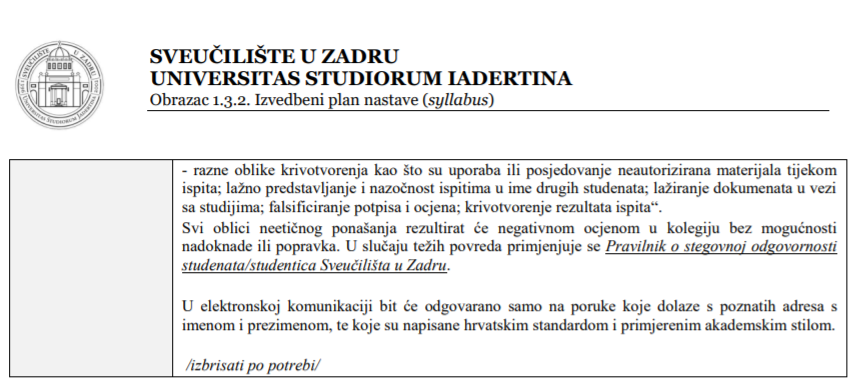 SVEUČILIŠTE U ZADRU
UNIVERSITAS STUDIORUM IADERTINA
Obrazac 1.3.2. Izvedbeni plan nastave (syllabus)
- razne oblike krivotvorenja kao što su uporaba ili posjedovanje neautorizirana materijala tijekom
ispita; lažno predstavljanje i nazočnost ispitima u ime drugih studenata; lažiranje dokumenata u vezi
sa studijima; falsificiranje potpisa i ocjena; krivotvorenje rezultata ispita“.
Svi oblici neetičnog ponašanja rezultirat će negativnom ocjenom u kolegiju bez mogućnosti
nadoknade ili popravka. U slučaju težih povreda primjenjuje se Pravilnik o stegovnoj odgovornosti
studenata/studentica Sveučilišta u Zadru.
U elektronskoj komunikaciji bit će odgovarano samo na poruke koje dolaze s poznatih adresa s
imenom i prezimenom, te koje su napisane hrvatskim standardom i primjerenim akademskim stilom.
/izbrisati po potrebi/